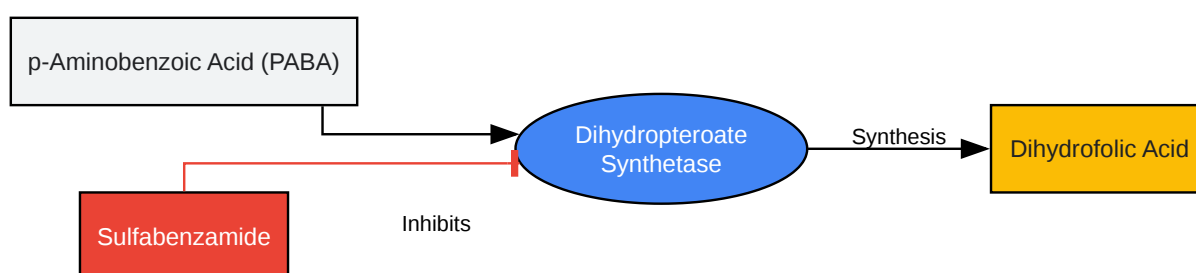 p-Aminobenzoic Acid (PABA)
Dihydropteroate
Synthetase
Synthesis
Dihydrofolic Acid
Inhibits
Sulfabenzamide